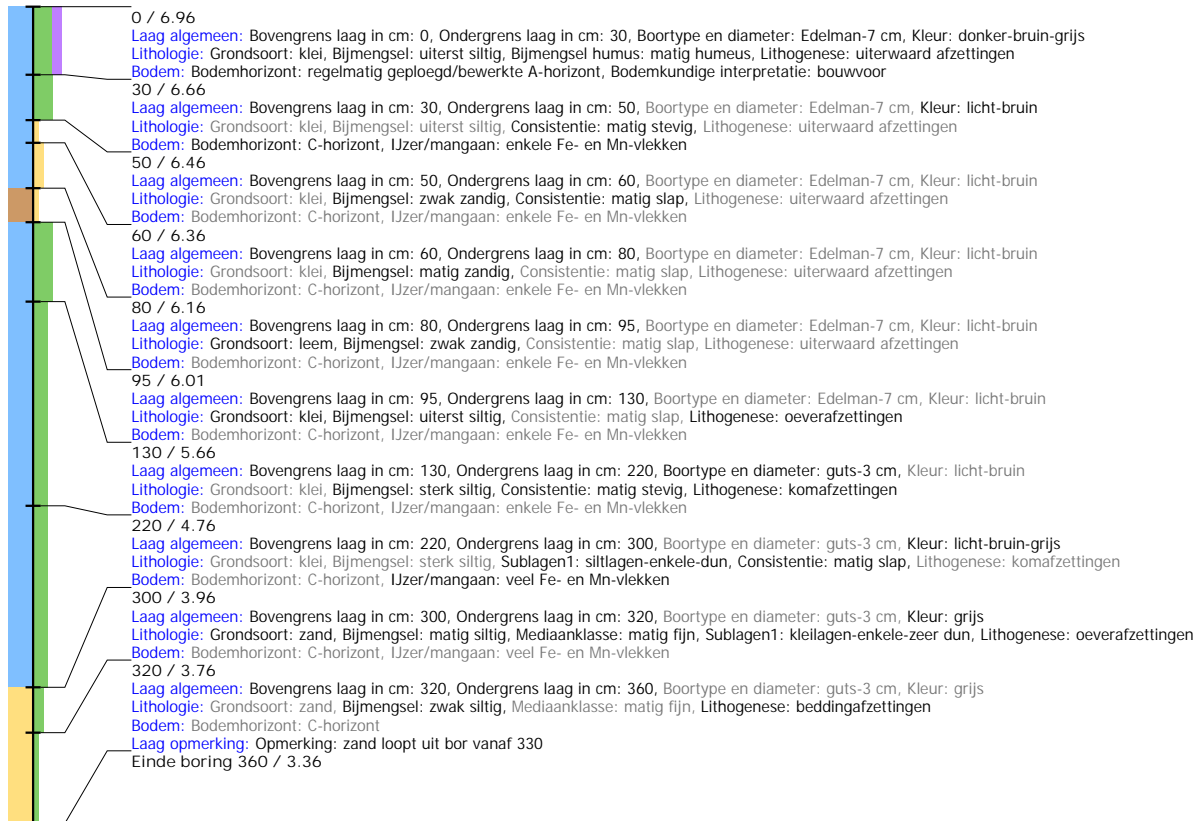 0 / 6.96
Laag algemeen: Bovengrens laag in cm: 0, Ondergrens laag in cm: 30, Boortype en diameter: Edelman-7 cm, Kleur: donker-bruin-grijs
Lithologie: Grondsoort: klei, Bijmengsel: uiterst siltig, Bijmengsel humus: matig humeus, Lithogenese: uiterwaard afzettingen
Bodem: Bodemhorizont: regelmatig geploegd/bewerkte A-horizont, Bodemkundige interpretatie: bouwvoor
30 / 6.66
Laag algemeen: Bovengrens laag in cm: 30, Ondergrens laag in cm: 50, Boortype en diameter: Edelman-7 cm, Kleur: licht-bruin
Lithologie: Grondsoort: klei, Bijmengsel: uiterst siltig, Consistentie: matig stevig, Lithogenese: uiterwaard afzettingen
Bodem: Bodemhorizont: C-horizont, IJzer/mangaan: enkele Fe- en Mn-vlekken
50 / 6.46
Laag algemeen: Bovengrens laag in cm: 50, Ondergrens laag in cm: 60, Boortype en diameter: Edelman-7 cm, Kleur: licht-bruin
Lithologie: Grondsoort: klei, Bijmengsel: zwak zandig, Consistentie: matig slap, Lithogenese: uiterwaard afzettingen
Bodem: Bodemhorizont: C-horizont, IJzer/mangaan: enkele Fe- en Mn-vlekken
60 / 6.36
Laag algemeen: Bovengrens laag in cm: 60, Ondergrens laag in cm: 80, Boortype en diameter: Edelman-7 cm, Kleur: licht-bruin
Lithologie: Grondsoort: klei, Bijmengsel: matig zandig, Consistentie: matig slap, Lithogenese: uiterwaard afzettingen
Bodem: Bodemhorizont: C-horizont, IJzer/mangaan: enkele Fe- en Mn-vlekken
80 / 6.16
Laag algemeen: Bovengrens laag in cm: 80, Ondergrens laag in cm: 95, Boortype en diameter: Edelman-7 cm, Kleur: licht-bruin
Lithologie: Grondsoort: leem, Bijmengsel: zwak zandig, Consistentie: matig slap, Lithogenese: uiterwaard afzettingen
Bodem: Bodemhorizont: C-horizont, IJzer/mangaan: enkele Fe- en Mn-vlekken
95 / 6.01
Laag algemeen: Bovengrens laag in cm: 95, Ondergrens laag in cm: 130, Boortype en diameter: Edelman-7 cm, Kleur: licht-bruin
Lithologie: Grondsoort: klei, Bijmengsel: uiterst siltig, Consistentie: matig slap, Lithogenese: oeverafzettingen
Bodem: Bodemhorizont: C-horizont, IJzer/mangaan: enkele Fe- en Mn-vlekken
130 / 5.66
Laag algemeen: Bovengrens laag in cm: 130, Ondergrens laag in cm: 220, Boortype en diameter: guts-3 cm, Kleur: licht-bruin
Lithologie: Grondsoort: klei, Bijmengsel: sterk siltig, Consistentie: matig stevig, Lithogenese: komafzettingen
Bodem: Bodemhorizont: C-horizont, IJzer/mangaan: enkele Fe- en Mn-vlekken
220 / 4.76
Laag algemeen: Bovengrens laag in cm: 220, Ondergrens laag in cm: 300, Boortype en diameter: guts-3 cm, Kleur: licht-bruin-grijs
Lithologie: Grondsoort: klei, Bijmengsel: sterk siltig, Sublagen1: siltlagen-enkele-dun, Consistentie: matig slap, Lithogenese: komafzettingen
Bodem: Bodemhorizont: C-horizont, IJzer/mangaan: veel Fe- en Mn-vlekken
300 / 3.96
Laag algemeen: Bovengrens laag in cm: 300, Ondergrens laag in cm: 320, Boortype en diameter: guts-3 cm, Kleur: grijs
Lithologie: Grondsoort: zand, Bijmengsel: matig siltig, Mediaanklasse: matig fijn, Sublagen1: kleilagen-enkele-zeer dun, Lithogenese: oeverafzettingen
Bodem: Bodemhorizont: C-horizont, IJzer/mangaan: veel Fe- en Mn-vlekken
320 / 3.76
Laag algemeen: Bovengrens laag in cm: 320, Ondergrens laag in cm: 360, Boortype en diameter: guts-3 cm, Kleur: grijs
Lithologie: Grondsoort: zand, Bijmengsel: zwak siltig, Mediaanklasse: matig fijn, Lithogenese: beddingafzettingen
Bodem: Bodemhorizont: C-horizont
Laag opmerking: Opmerking: zand loopt uit bor vanaf 330
Einde boring 360 / 3.36